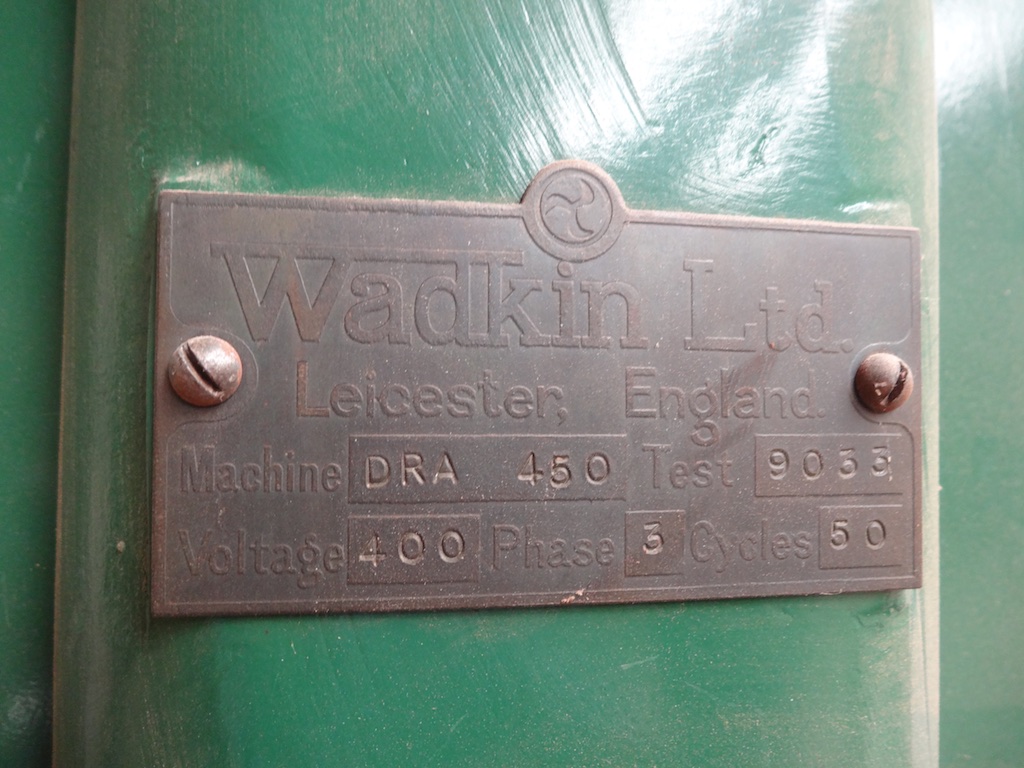 Wadkin Ltd.
Leicester, England.
Machine DRA 450 Test 9033
Voltage 400 Phase 3 Cycles 50